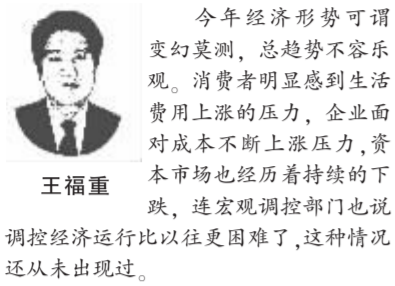 今年经济形势可谓
变幻莫测，总趋势不容乐
观。消费者明显感到生活
费用上涨的压力，企业面
对成本不断上涨压力,资
本市场也经历着持续的下
跌，连宏观调控部门也说
王福重
调控经济运行比以往更困难了,这种情况
还从未出现过。